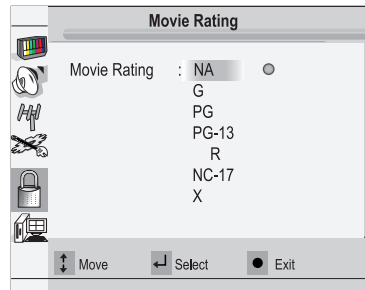 Movie Rating
Movie Rating : NA
G
PG
PG-13
R
NC-17
X
Move Select Exit